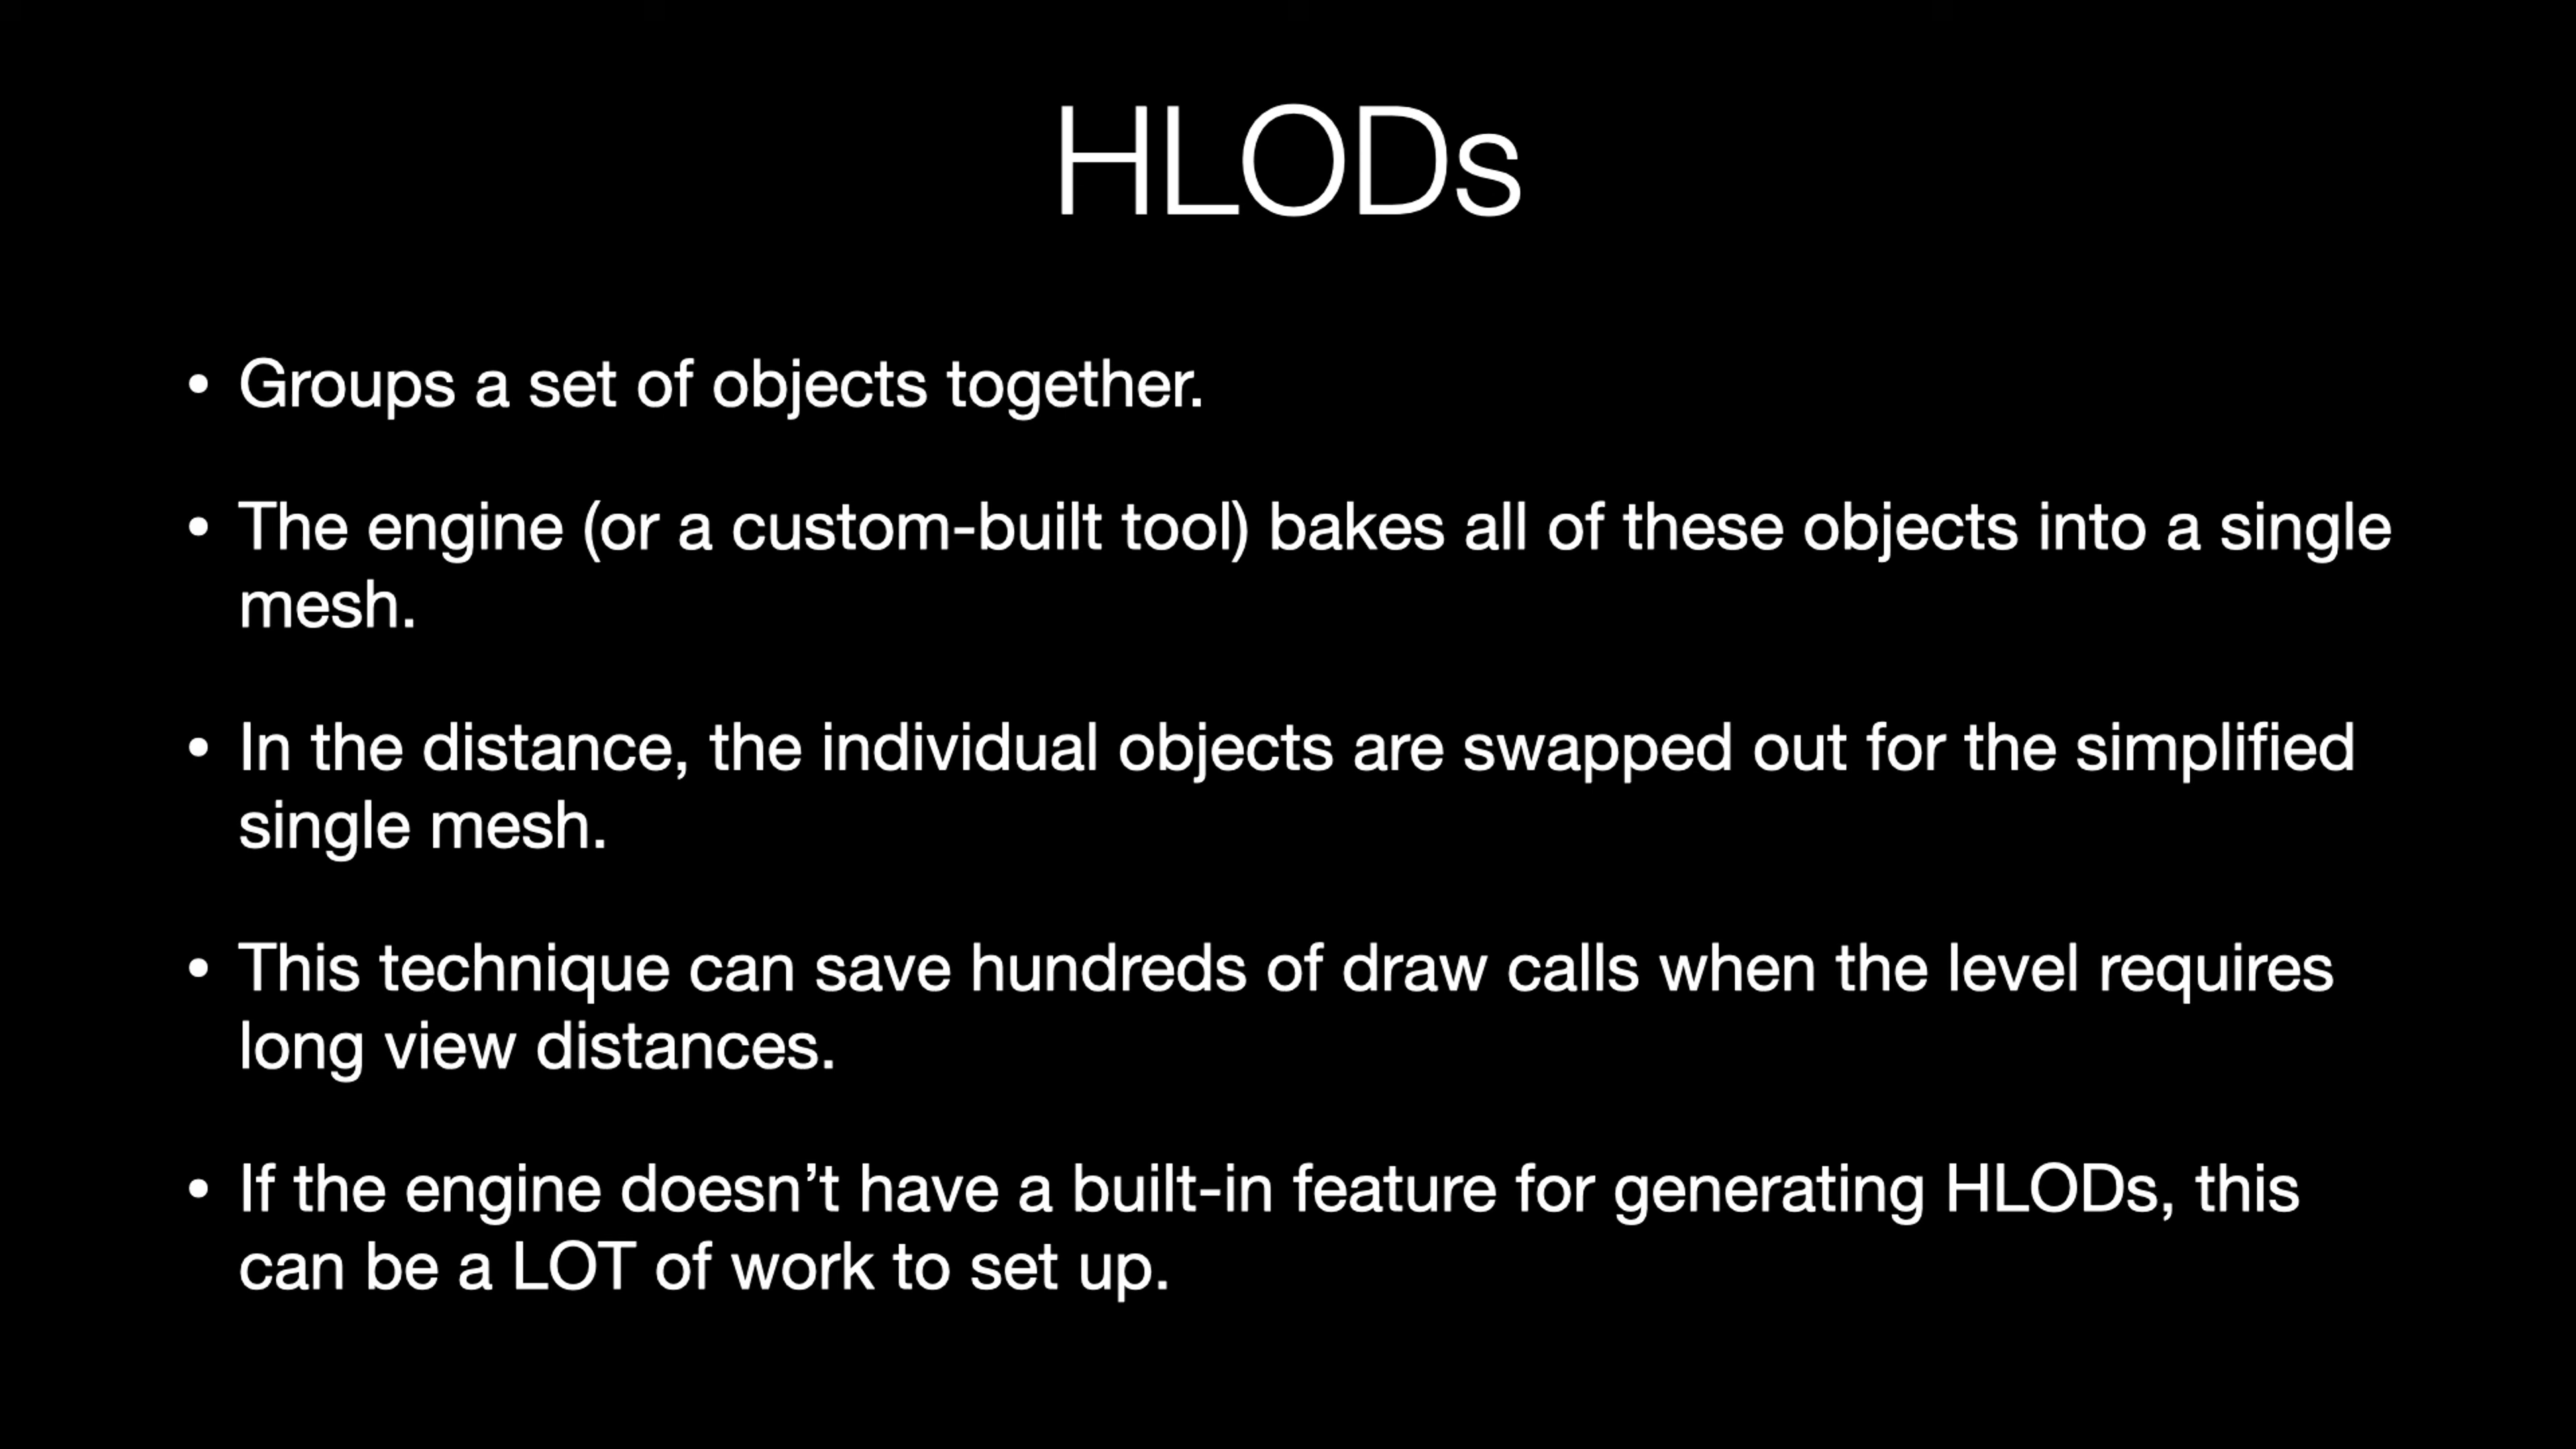 HLODs
• Groups a set of objects together.
• The engine (or a custom-built tool) bakes all of these objects into a single
mesh.
• In the distance, the individual objects are swapped out for the simplified
single mesh.
• This technique can save hundreds of draw calls when the level requires
long view distances.
• If the engine doesn’t have a built-in feature for generating HLODs, this
can be a LOT of work to set up.